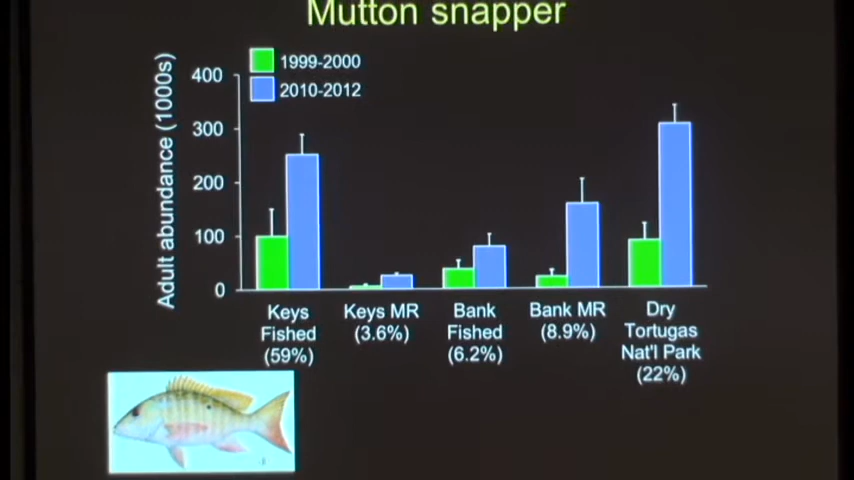 Mutton snapper
1999-2000
2010-2012
Adult abundance (1000s)
400
300
200
100
0
Keys
Fished
(59%)
Keys MR
(3.6%)
Bank
Fished
(6.2%)
Bank MR
(8.9%)
Dry
Tortugas
Nat'l Park
(22%)